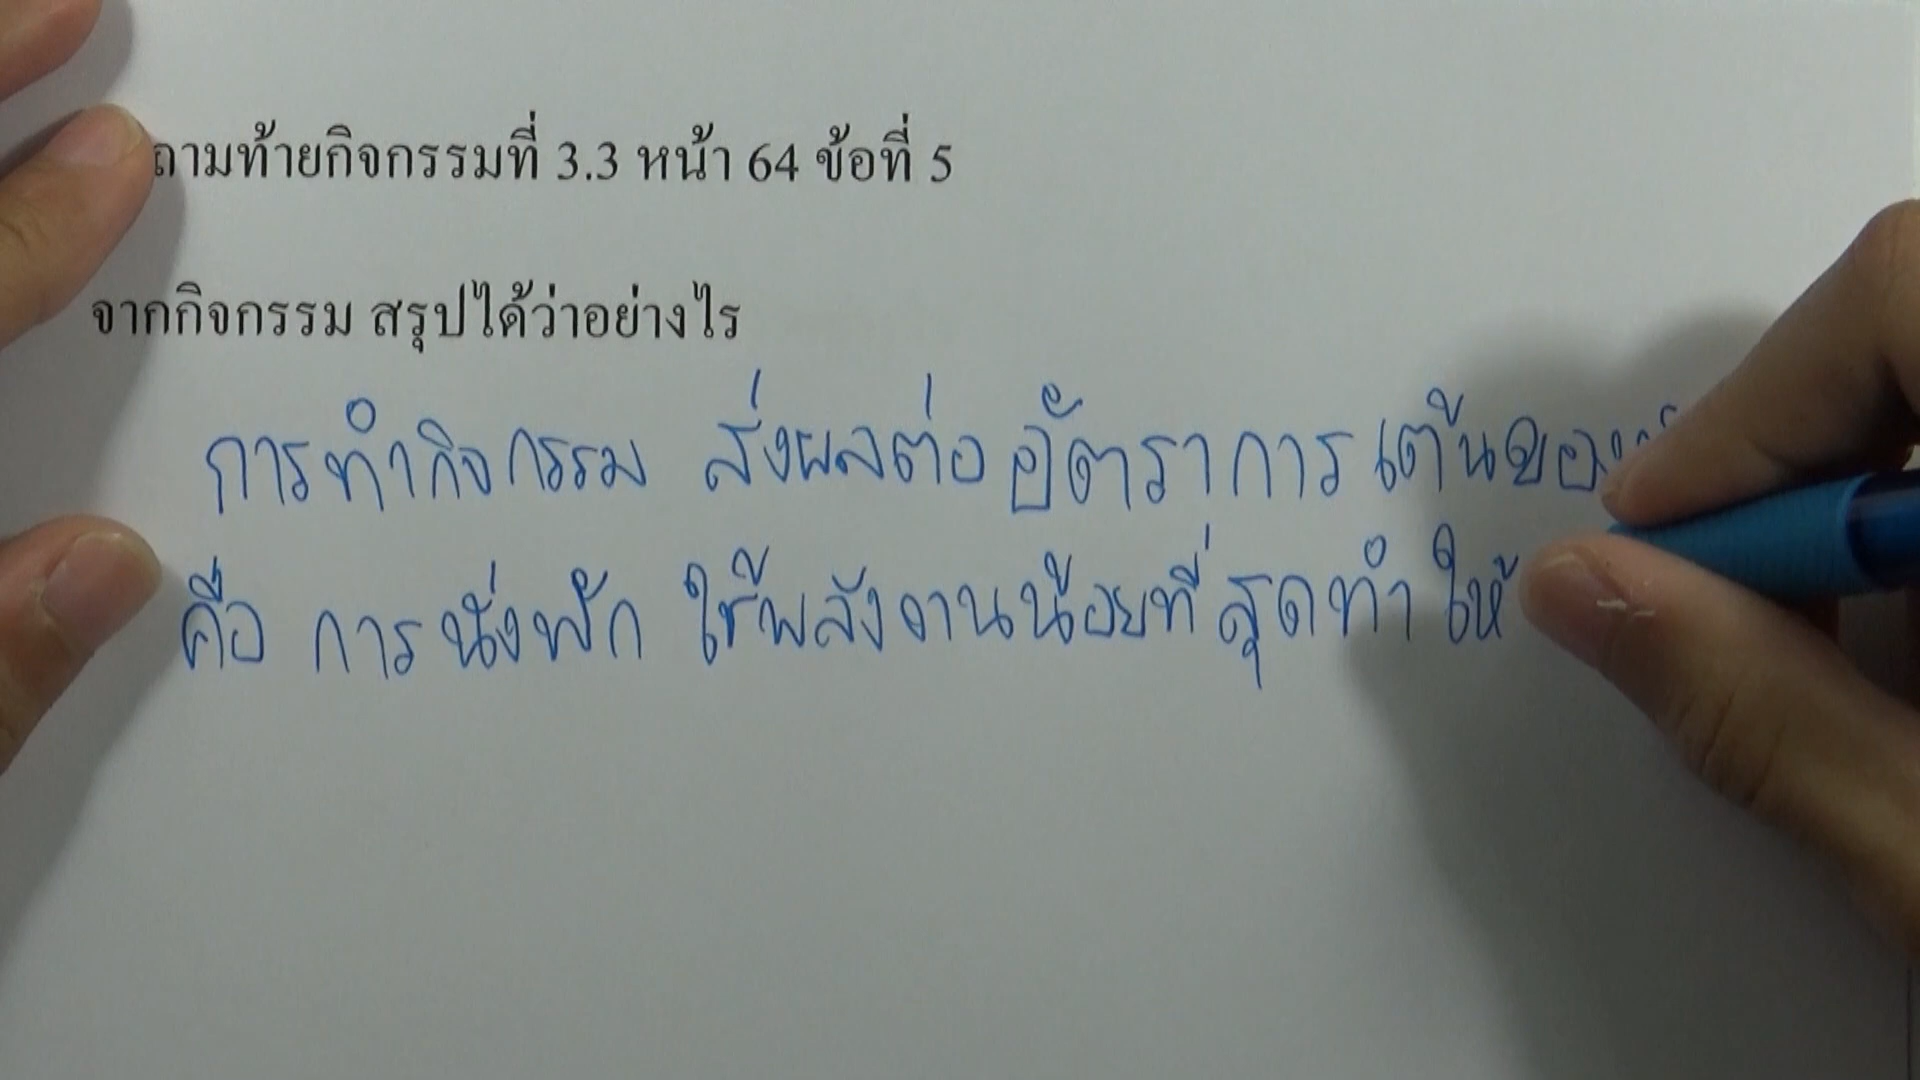 ถามท้ายกิจกรรมที่ 3.3 หน้า 64 ข้อที่ 5
จากกิจกรรม สรุปได้ว่าอย่างไร
การทำกิจกรรม ส่งผลต่อ อัตราการเต้นของ
คือ การนั่งพัก ใช้พลังงานน้อยที่สุดทำให้